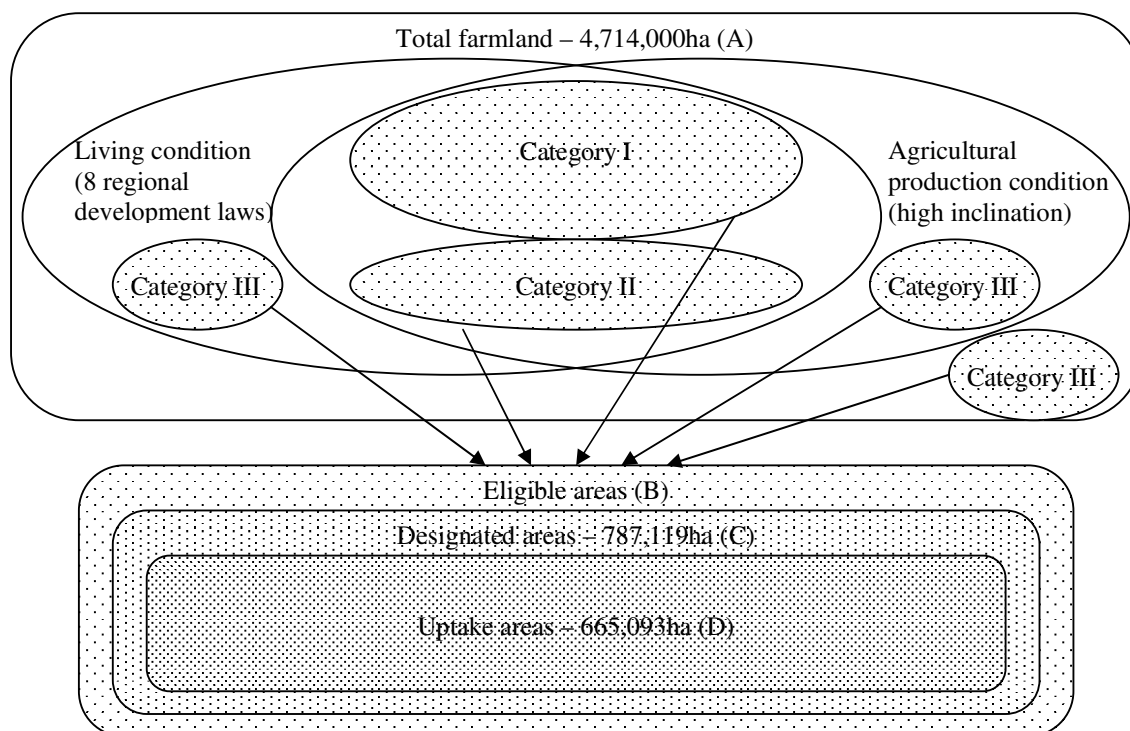 Total farmland – 4,714,000ha (A)
Living condition
(8 regional
development laws)
Category I
Agricultural
production condition
(high inclination)
Category III
Category II
Category III
Category III
Eligible areas (B)
Designated areas – 787,119ha (C)
Uptake areas – 665,093ha (D)